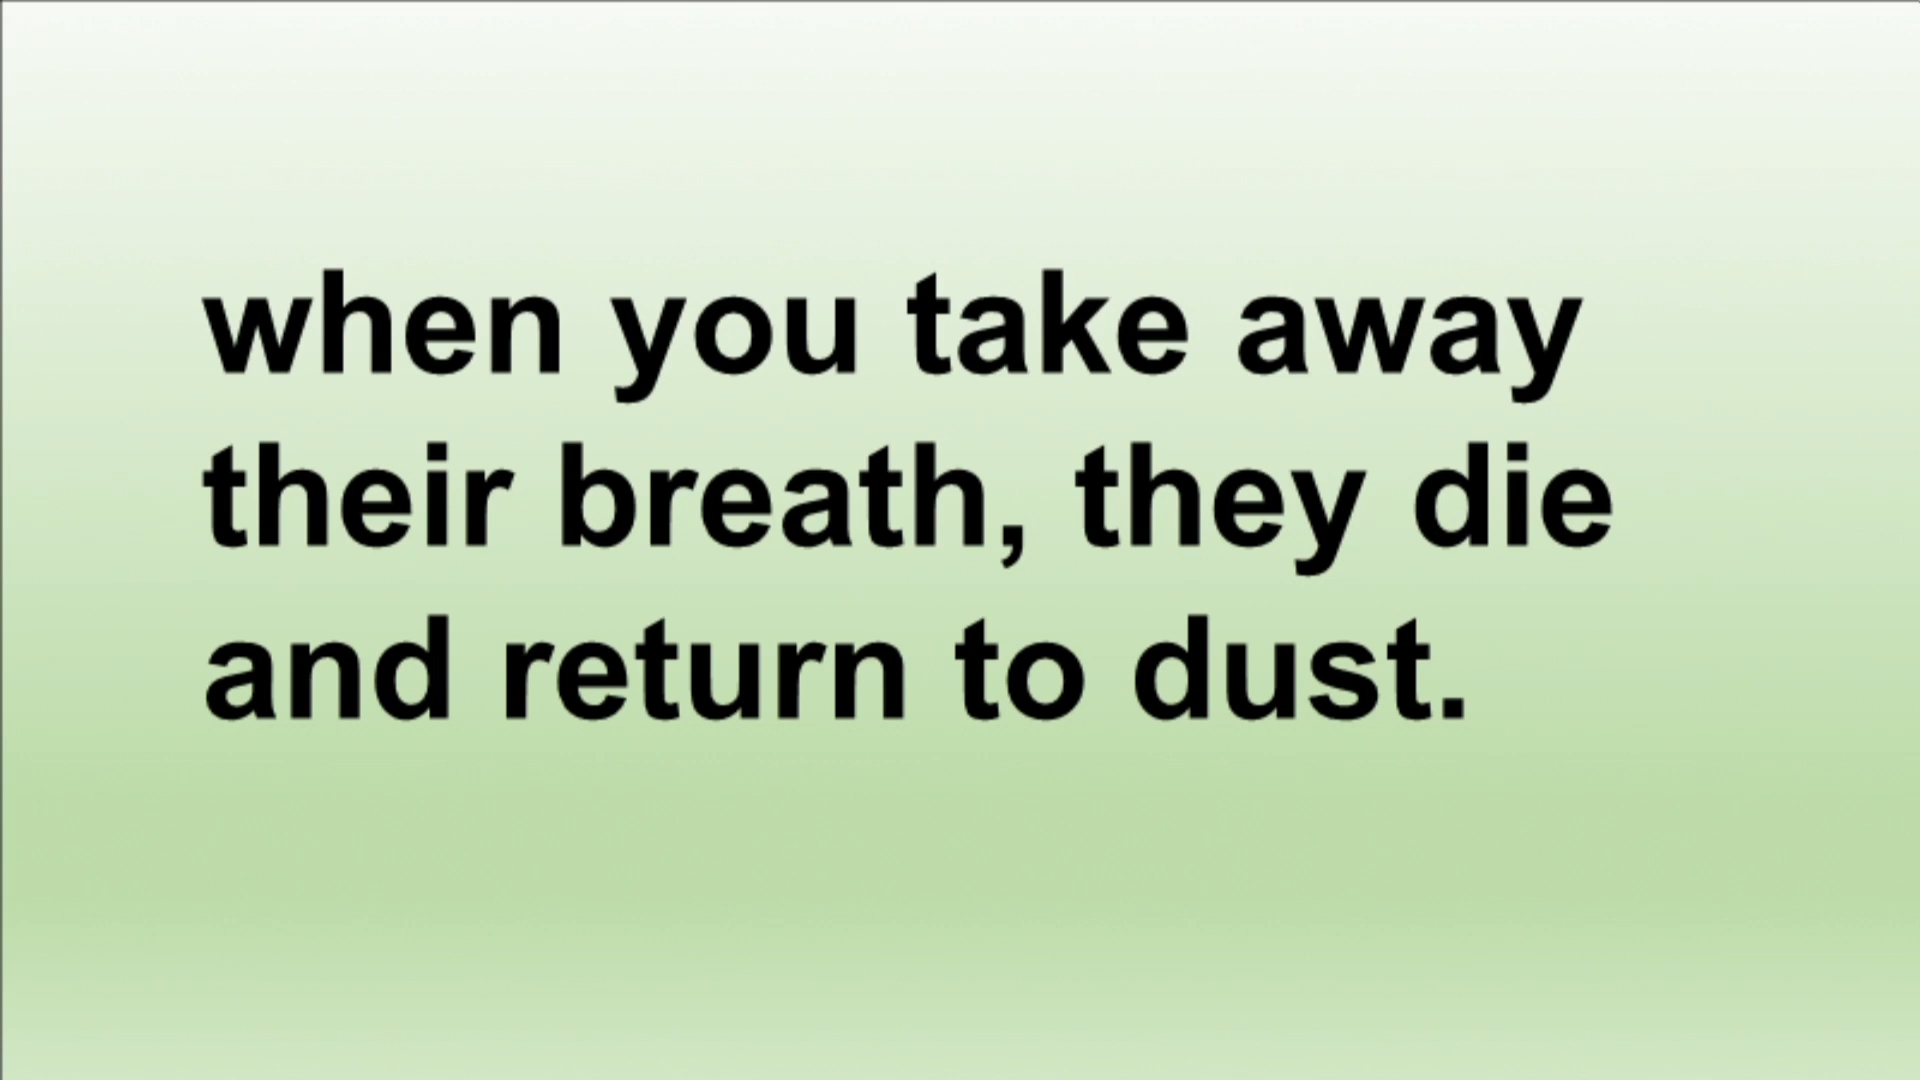 when you take away
their breath, they die
and return to dust.